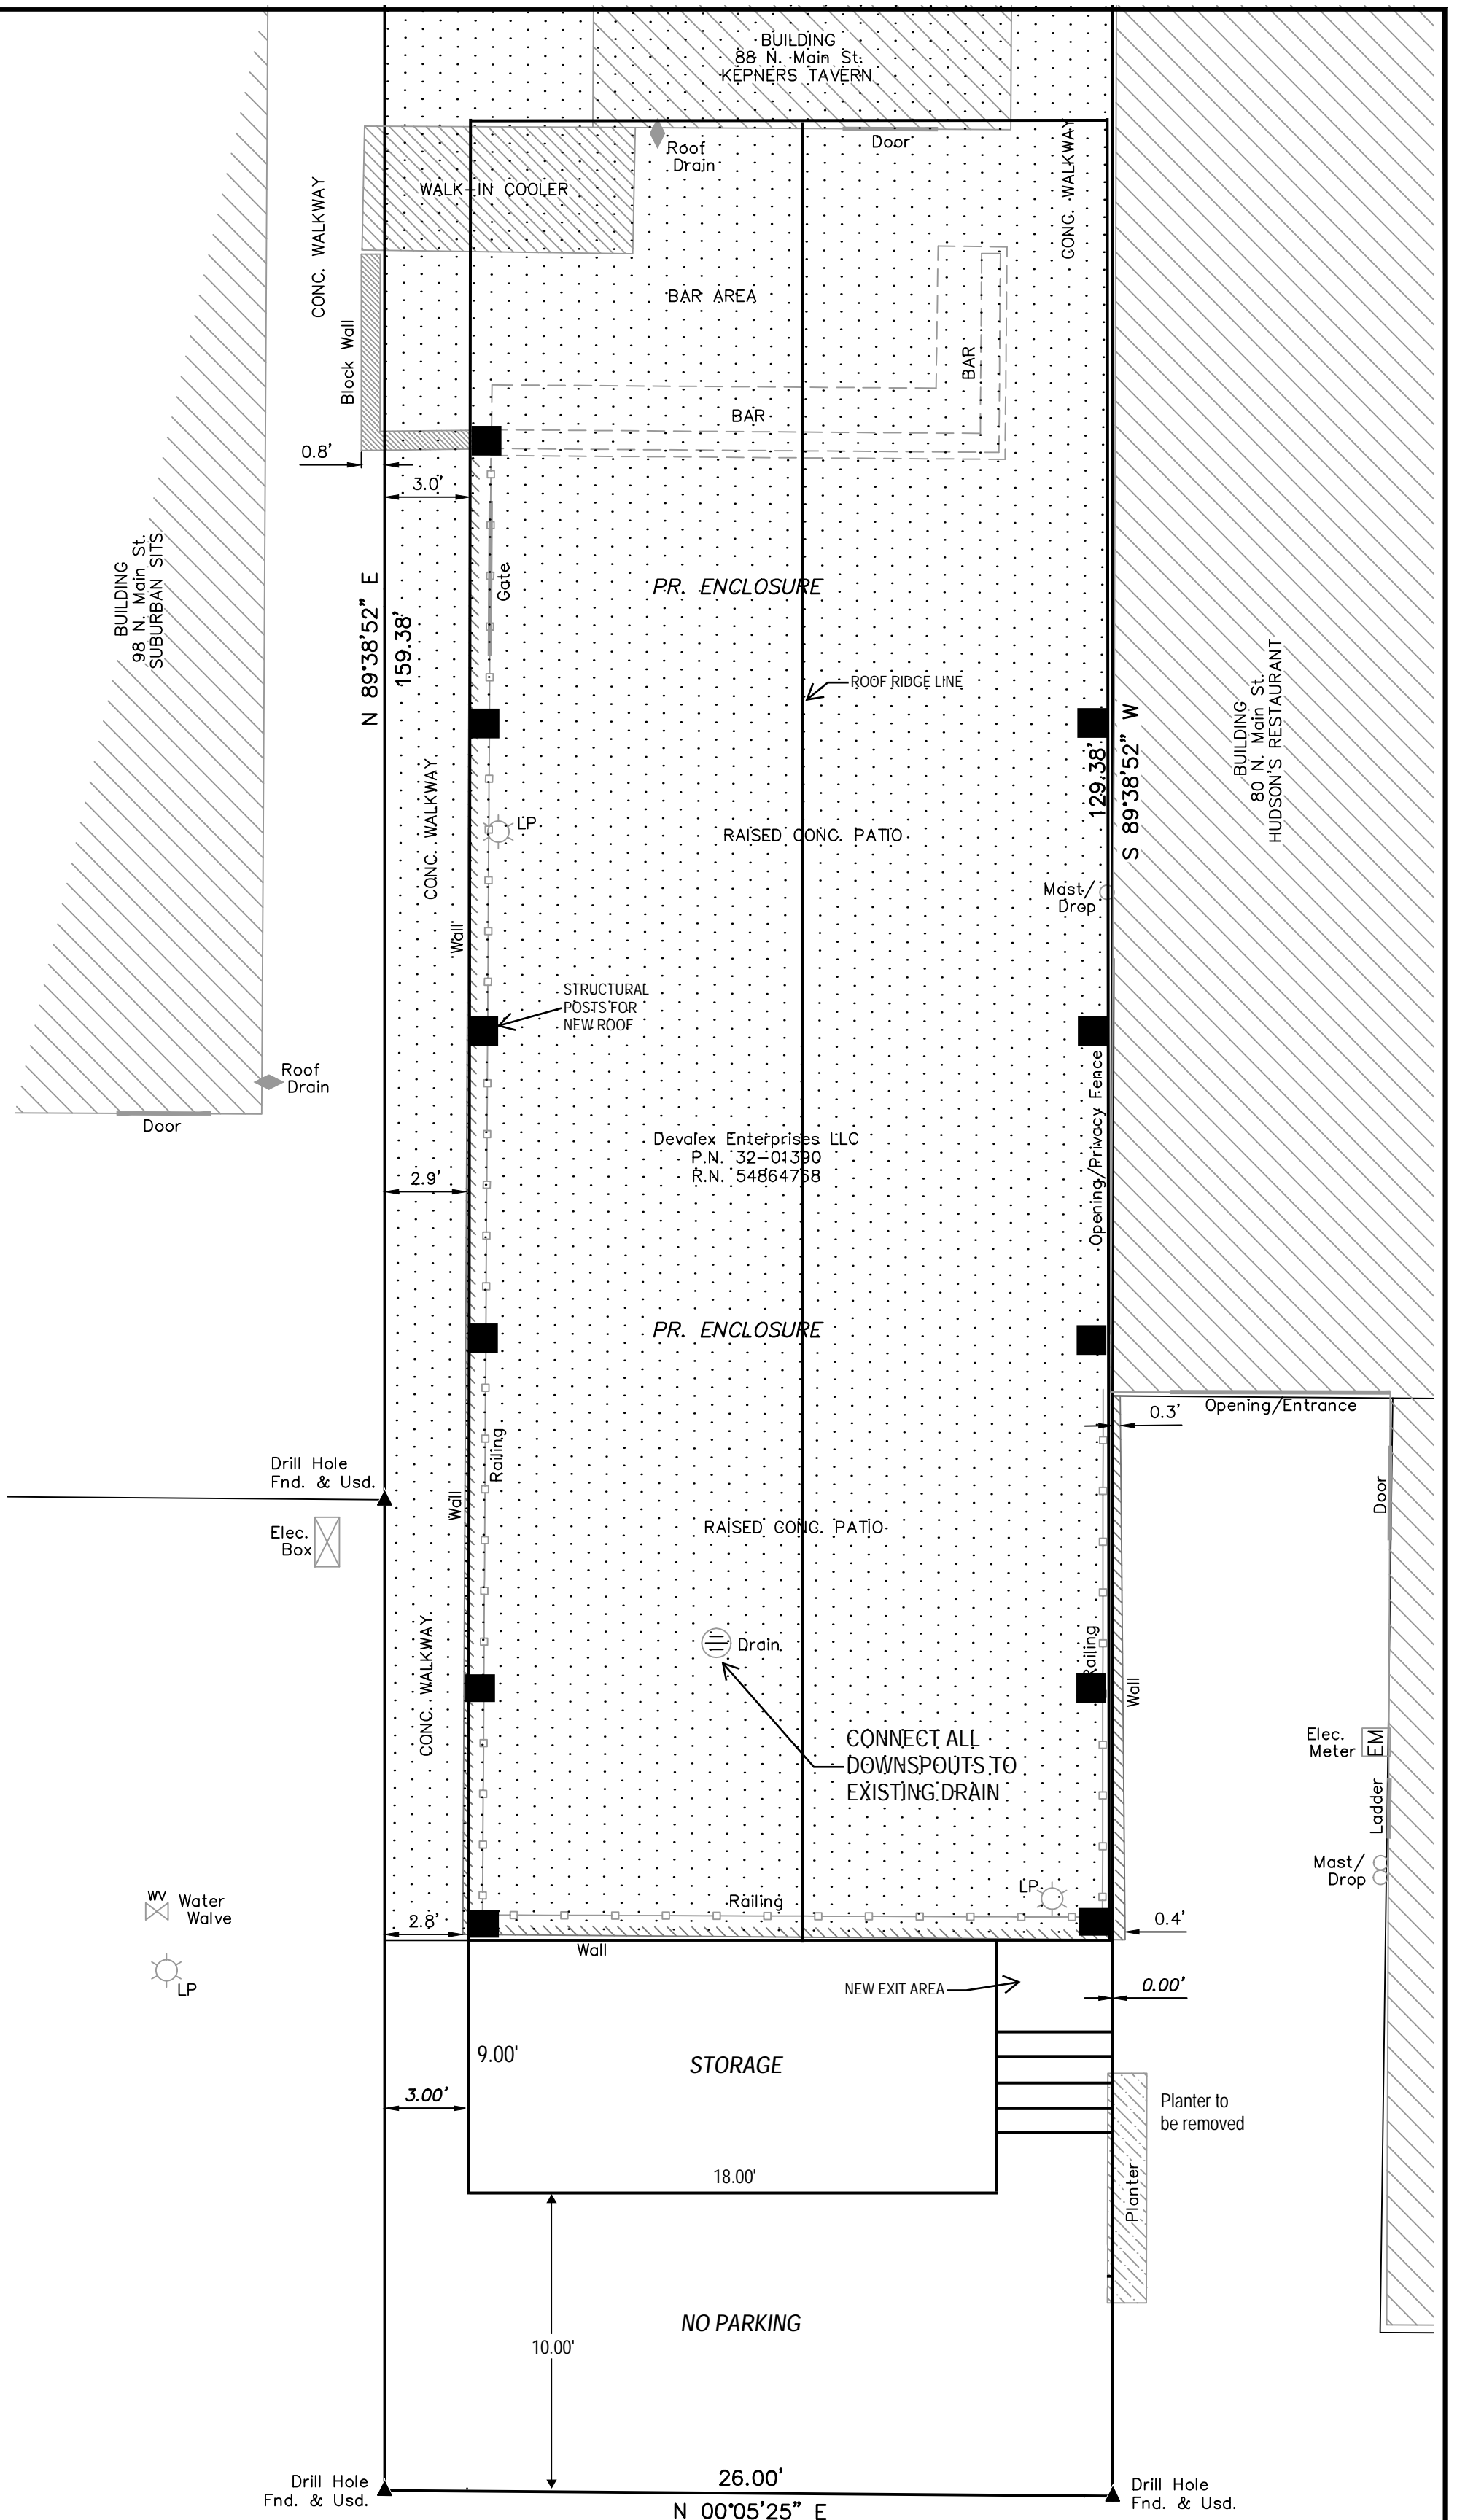 BUILDING
88 N. Main St.
KEPNERS TAVERN
Roof
Drain
Door
CONC. WALKWAY
WALK-IN COOLER
CONC. WALKWAY
BAR AREA
Block Wall
BAR
BAR
0.8'
3.0'
BUILDING
98 N. Main St.
SUBURBAN SITS
N 89°38'52" E
159.38'
Gate
PR. ENCLOSURE
ROOF RIDGE LINE
BUILDING
80 N. Main St.
HUDSON'S RESTAURANT
129.38'
S 89°38'52" W
CONC. WALKWAY
LP
RAISED CONC. PATIO
Mast/
Drop
Wall
STRUCTURAL
POSTS FOR
NEW ROOF
Roof
Drain
Door
Opening/Privacy Fence
Devalex Enterprises LLC
P.N. 32-01390
R.N. 54864768
2.9'
PR. ENCLOSURE
Opening/Entrance
0.3'
Railing
Drill Hole
Fnd. & Usd.
Wall
Door
Elec.
Box
RAISED CONC. PATIO
CONC. WALKWAY
Drain
Railing
Wall
CONNECT ALL
DOWNSPOUTS TO
EXISTING DRAIN
Elec.
Meter
EM
Ladder
Mast/
Drop
WV
Water
Walve
LP
Railing
2.8'
0.4'
Wall
LP
NEW EXIT AREA
0.00'
9.00'
STORAGE
3.00'
Planter to
be removed
18.00'
Planter
NO PARKING
10.00'
26.00'
N 00°05'25" E
Drill Hole
Fnd. & Usd.
Drill Hole
Fnd. & Usd.